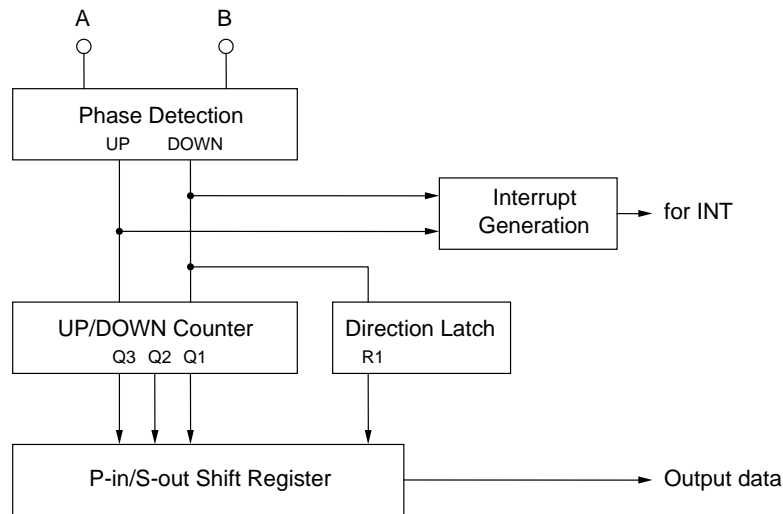 A B
Phase Detection
UP DOWN
Interrupt
Generation
for INT
UP/DOWN Counter
Q3 Q2 Q1
Direction Latch
R1
P-in/S-out Shift Register
Output data